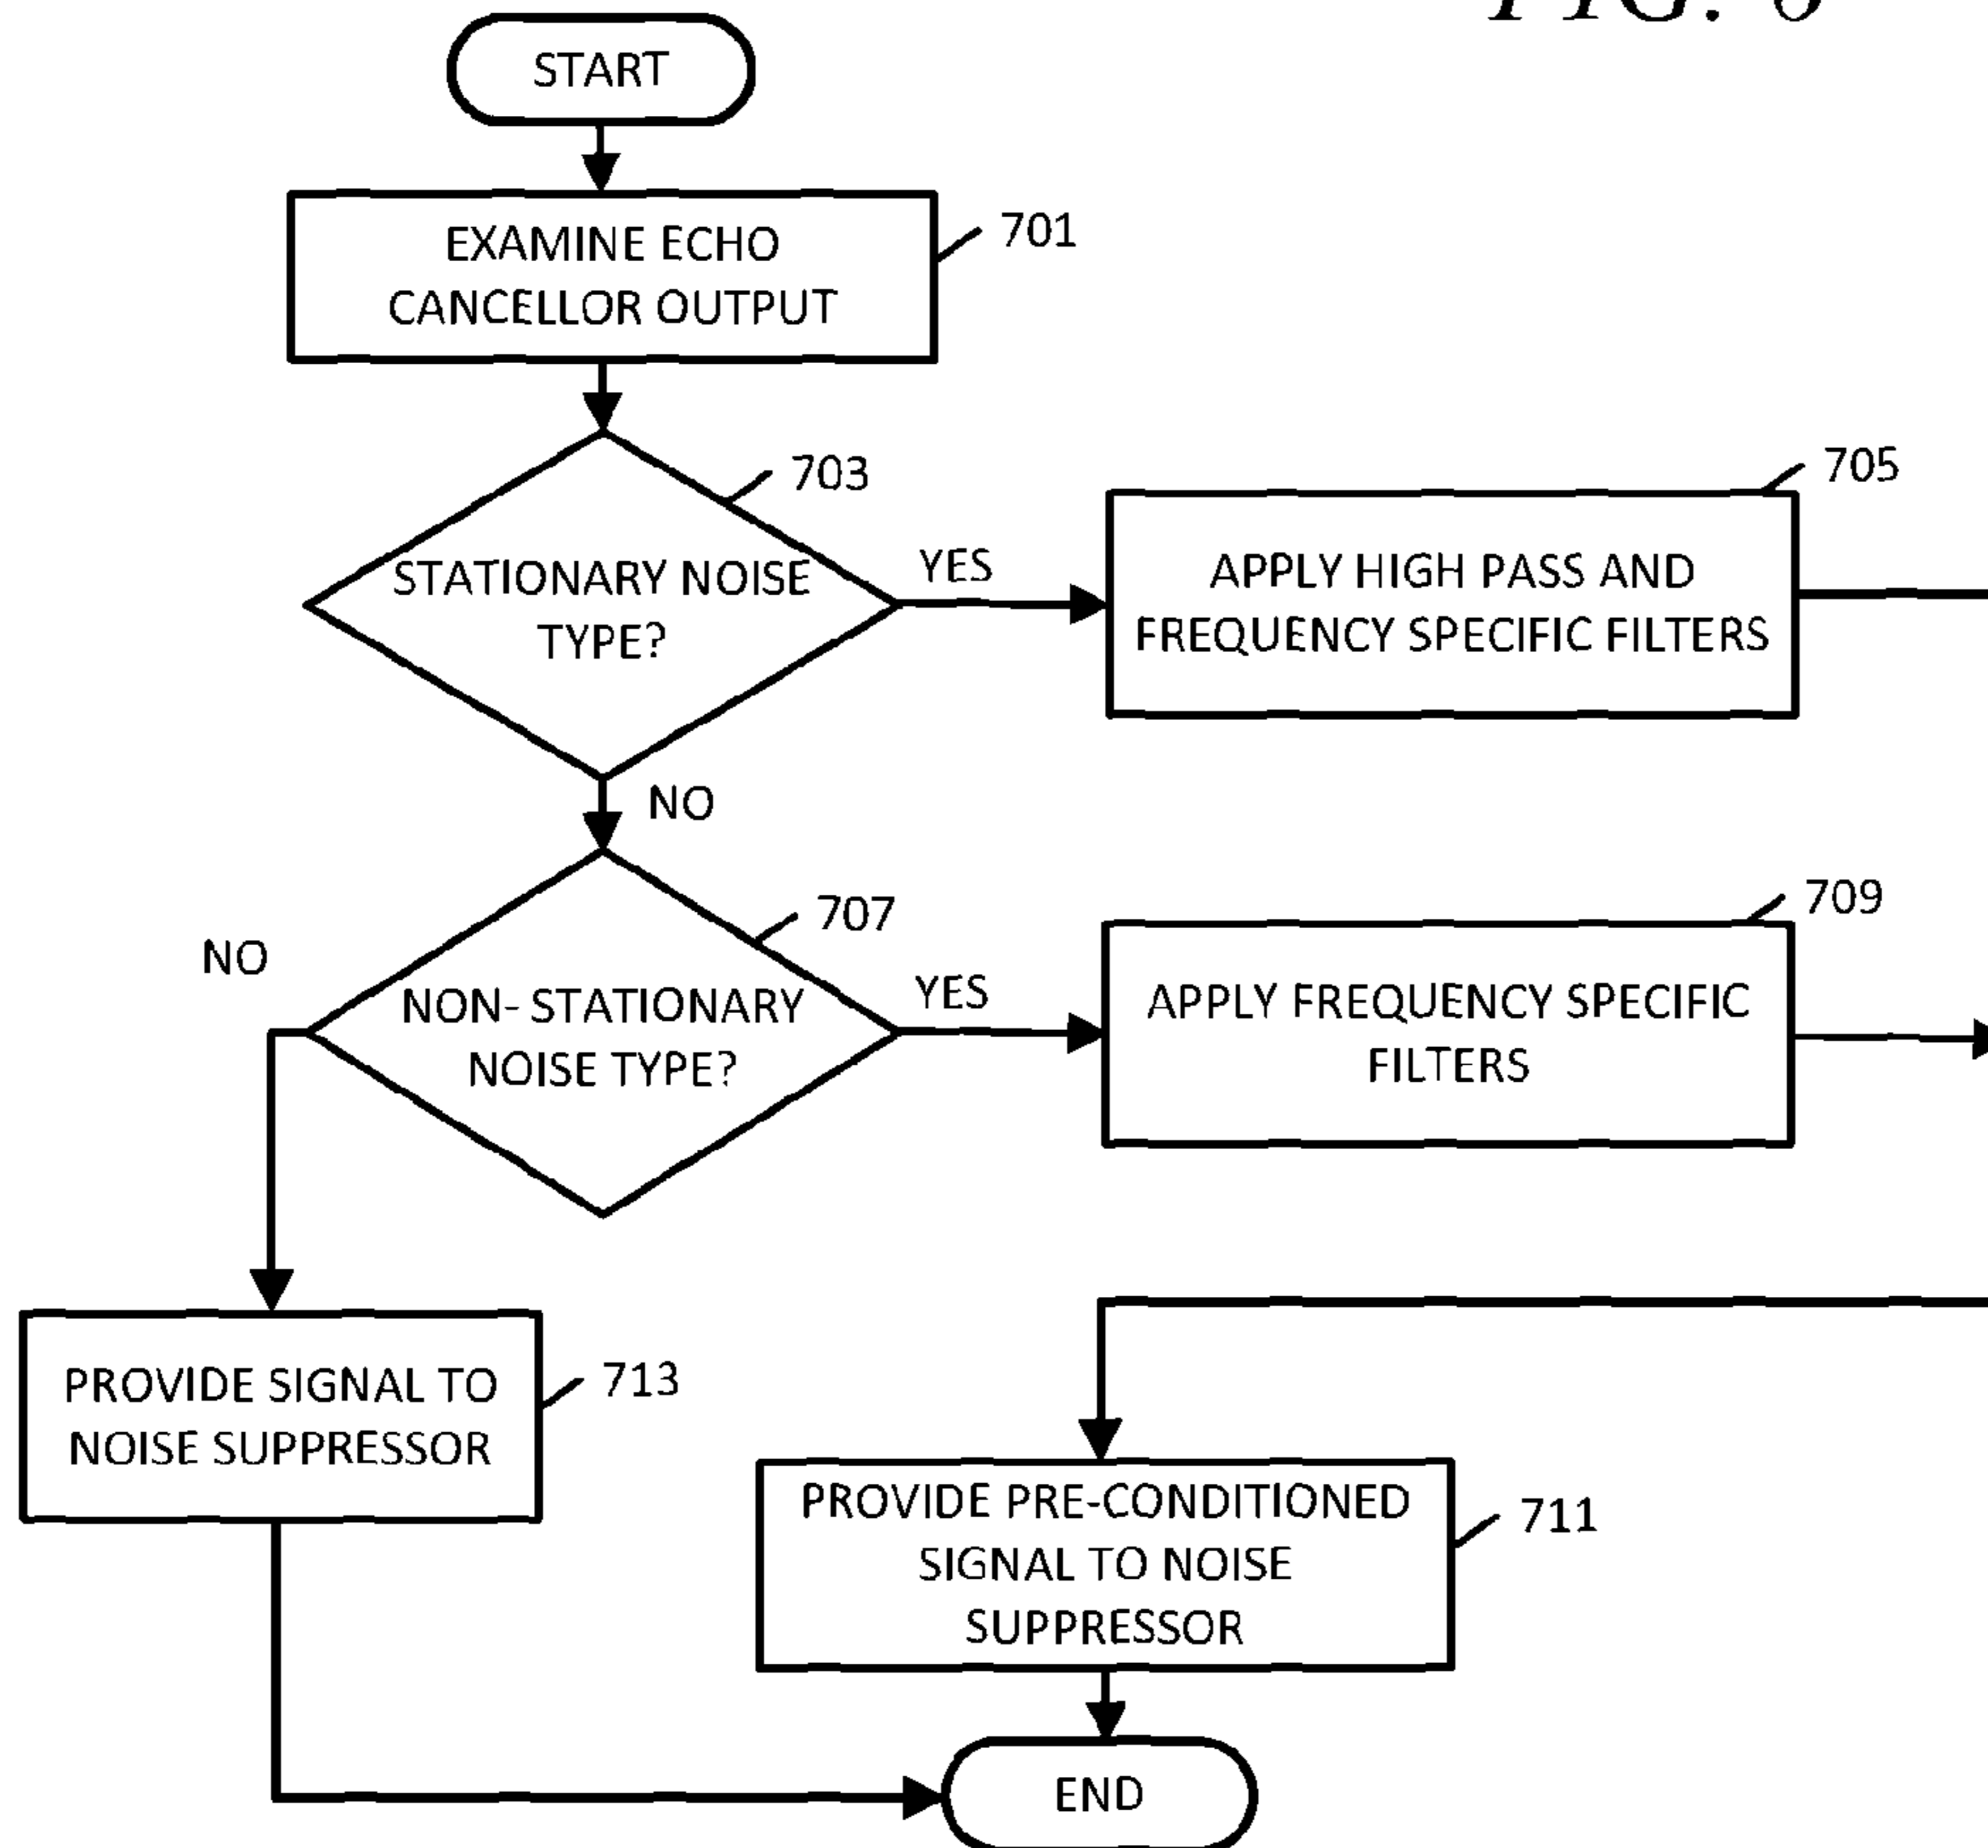 FIG. 6
START
EXAMINE ECHO
CANCELLOR OUTPUT
701
703
STATIONARY NOISE
TYPE?
YES
705
APPLY HIGH PASS AND
FREQUENCY SPECIFIC FILTERS
NO
707
NON-STATIONARY
NOISE TYPE?
NO
YES
709
APPLY FREQUENCY SPECIFIC
FILTERS
PROVIDE SIGNAL TO
NOISE SUPPRESSOR
713
PROVIDE PRE-CONDITIONED
SIGNAL TO NOISE
SUPPRESSOR
711
END